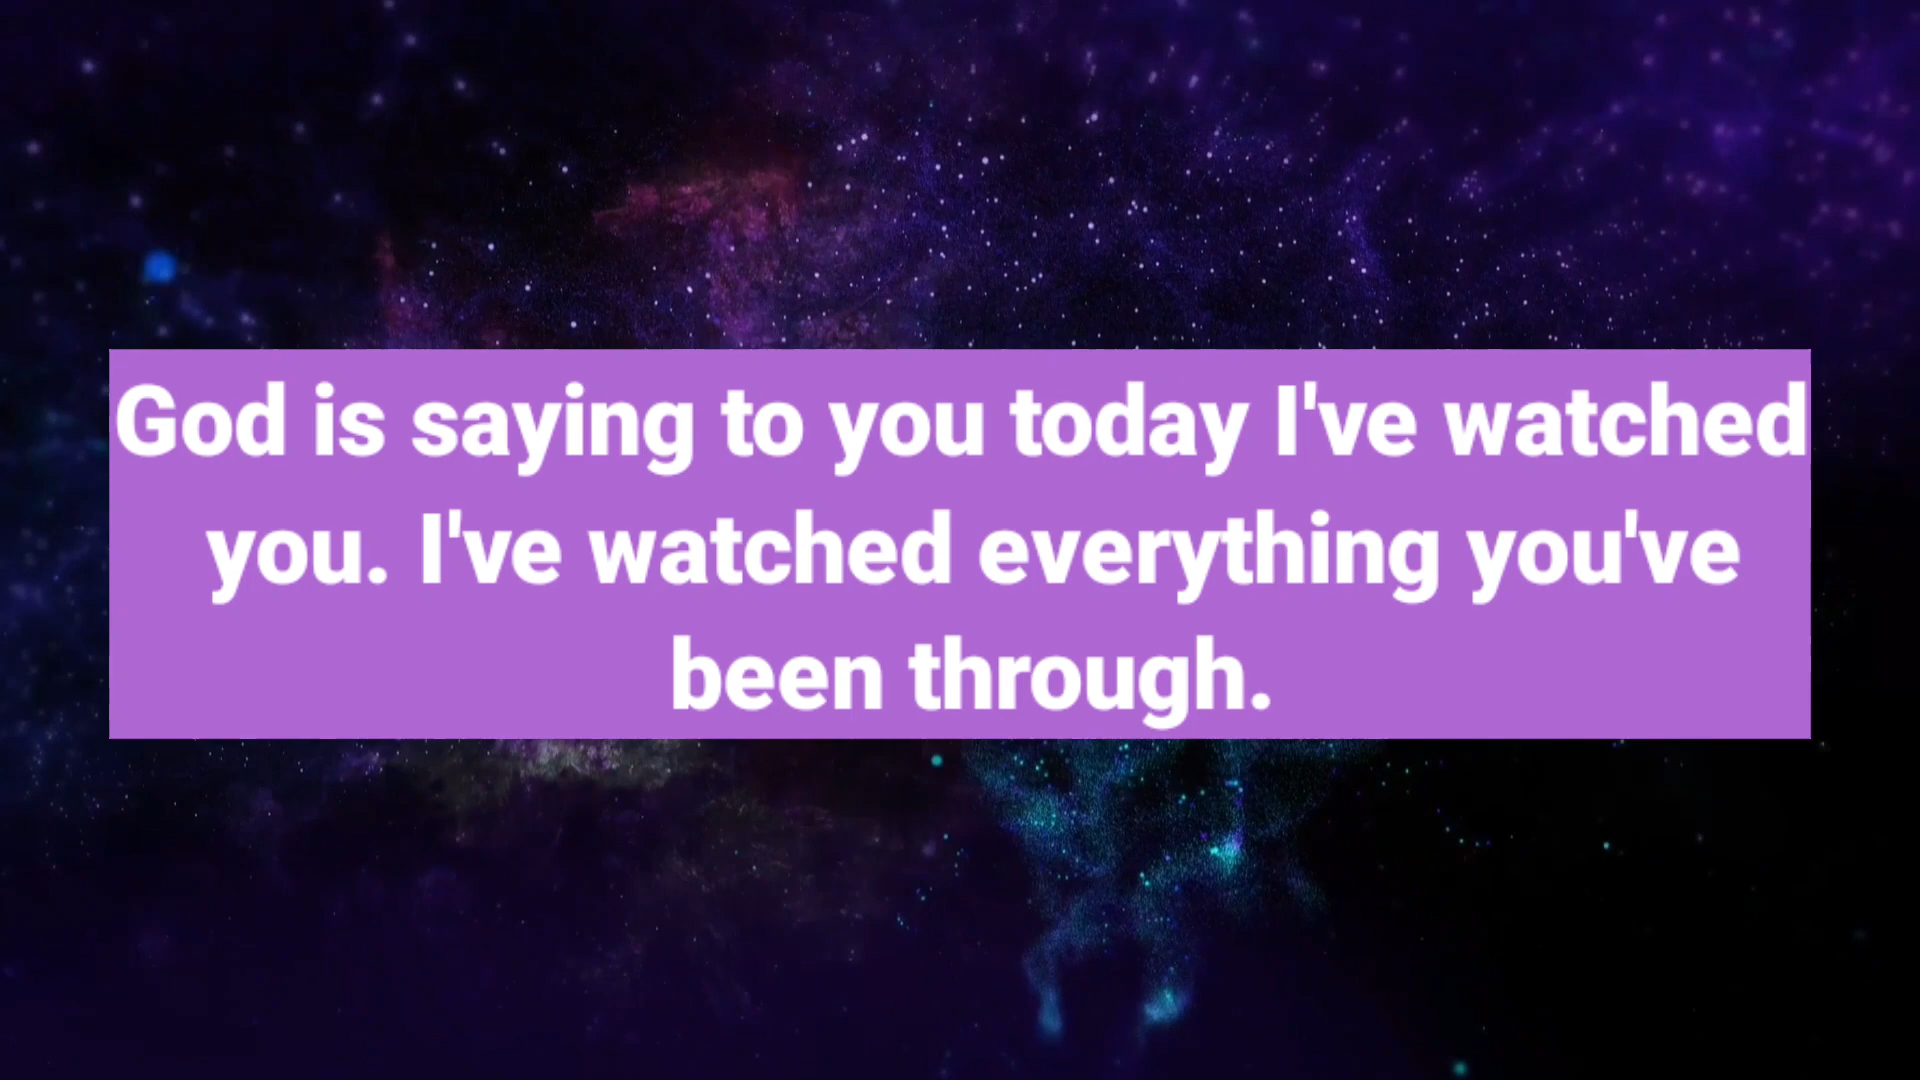 God is saying to you today I've watched
you. I've watched everything you've
been through.